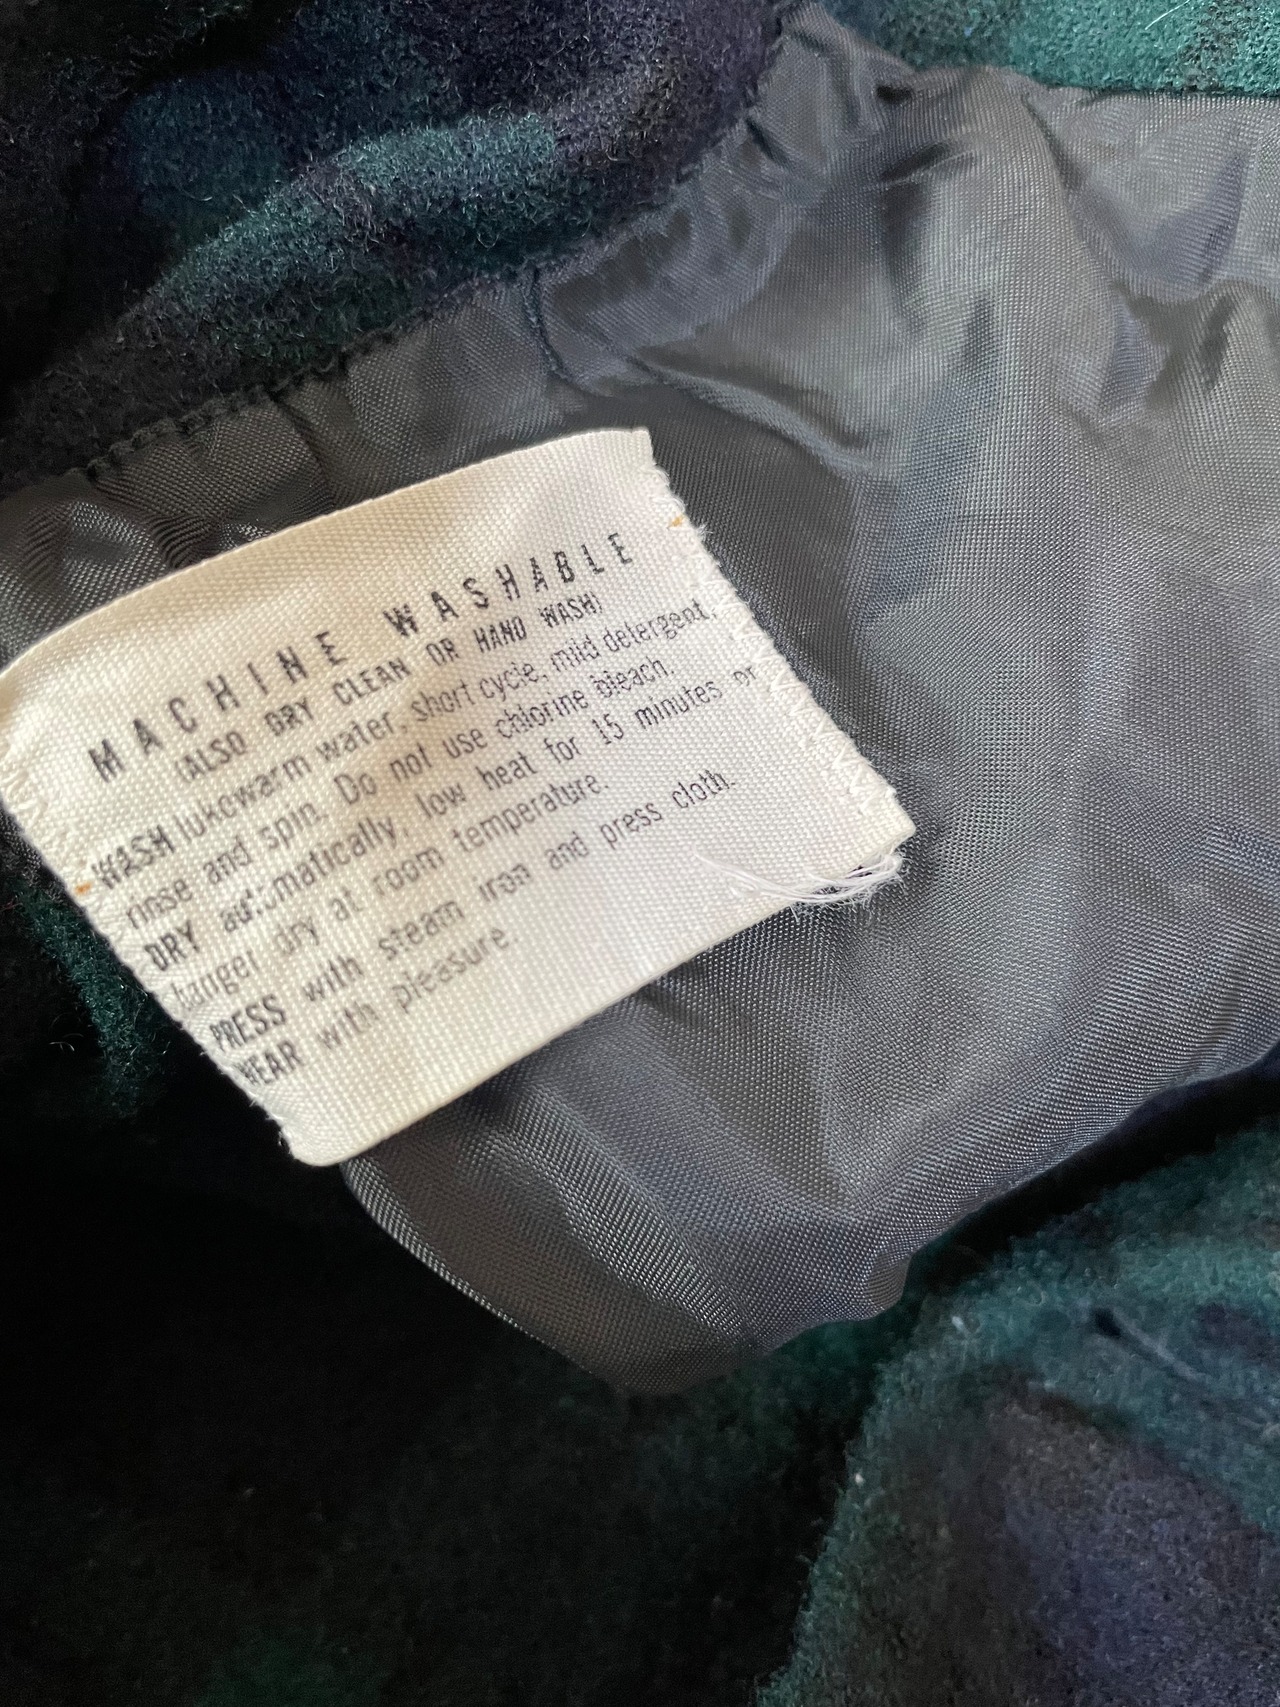 MACHINE WASHABLE
(ALSO DRY CLEAN OR HAND WASH)
WASH lukewarm water, short cycle, mild detergent,
rinse and spin. Do not use chlorine bleach.
DRY automatically, low heat for 15 minutes or
hanger dry at room temperature.
PRESS with steam iron and press cloth.
WEAR with pleasure.